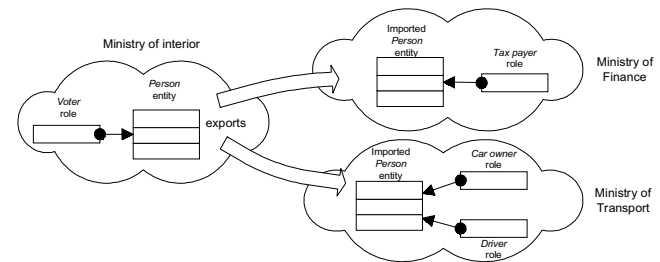 Ministry of interior
Voter
role
Person
entity
exports
Imported
Person
entity
Tax payer
role
Ministry of
Finance
Imported
Person
entity
Car owner
role
Driver
role
Ministry of
Transport